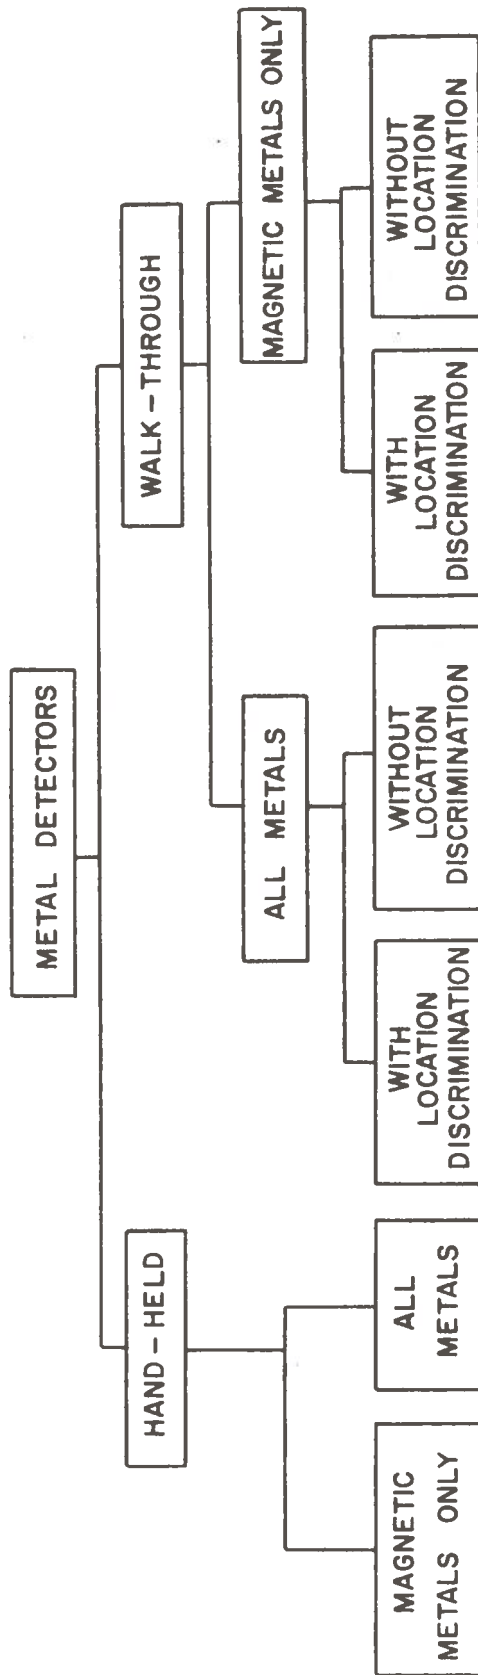 METAL DETECTORS
HAND-HELD
WALK-THROUGH
ALL METALS
MAGNETIC METALS ONLY
MAGNETIC
METALS ONLY
ALL
METALS
WITH
LOCATION
DISCRIMINATION
WITHOUT
LOCATION
DISCRIMINATION
WITH
LOCATION
DISCRIMINATION
WITHOUT
LOCATION
DISCRIMINATION